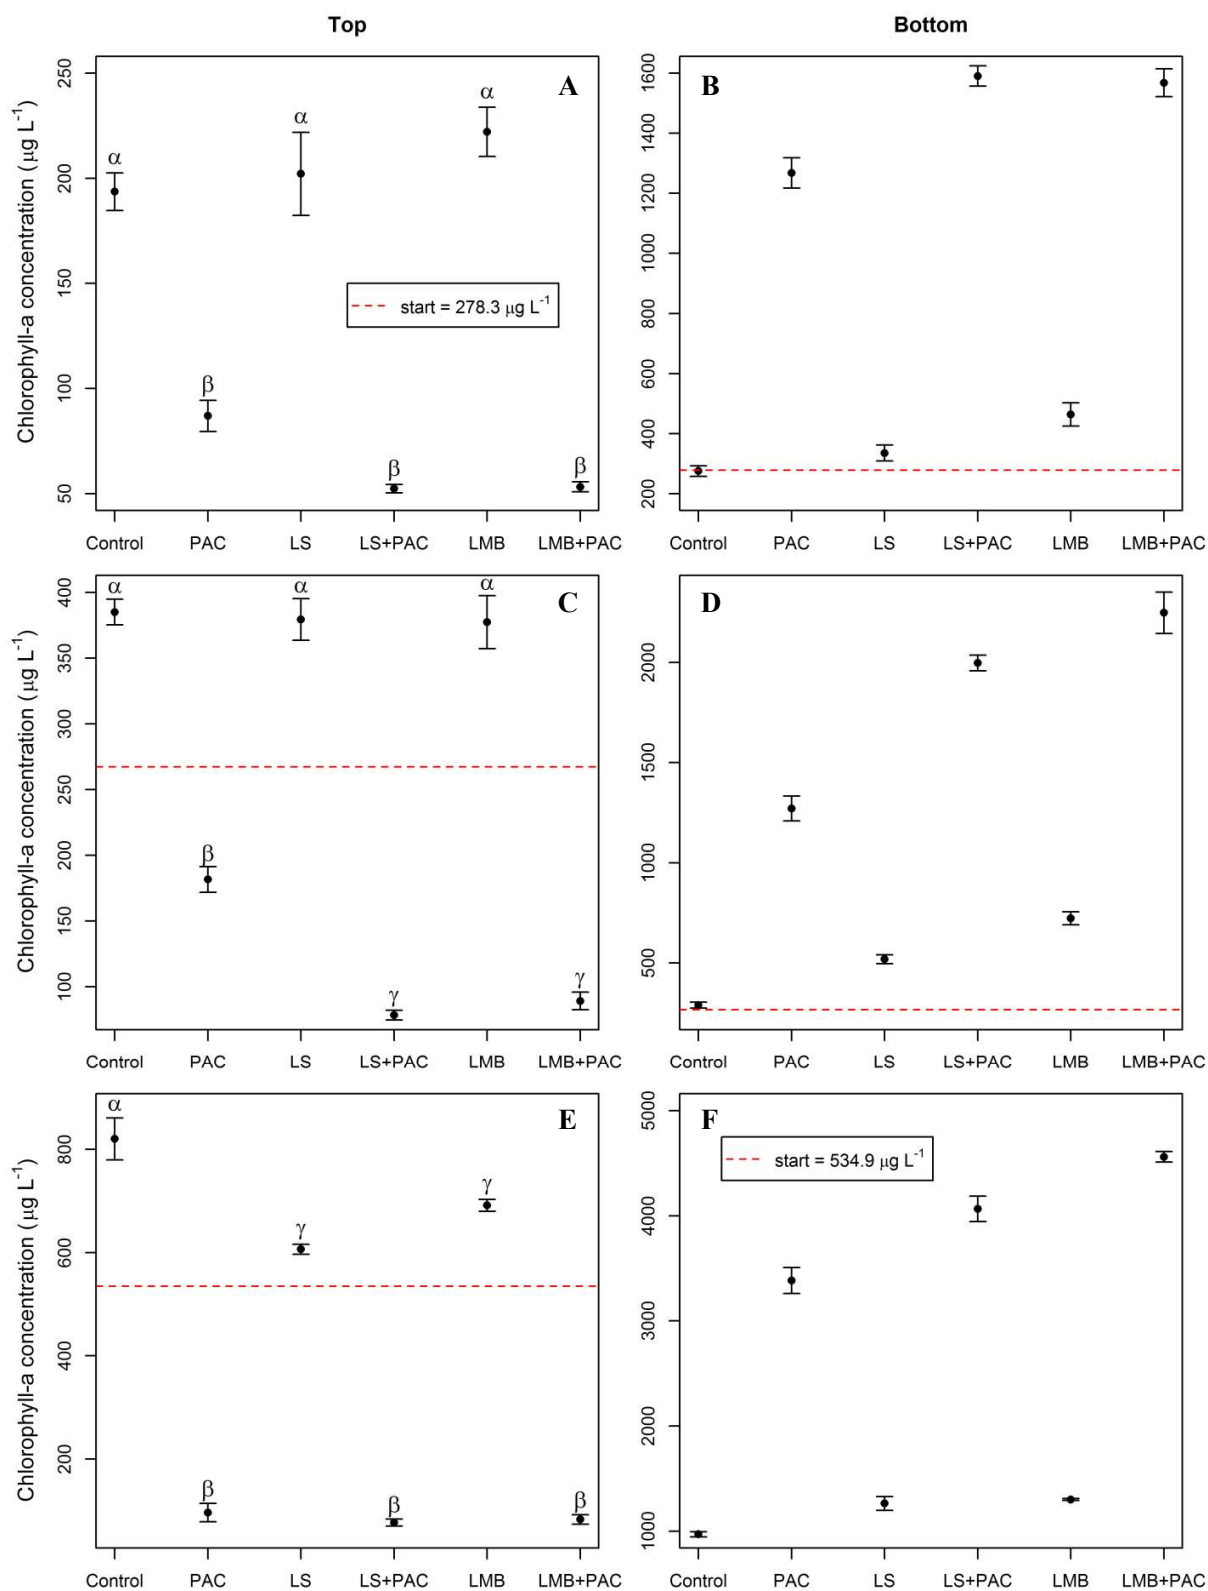 Top
Bottom
Chlorophyll-a concentration (μg L⁻¹)
250
200
150
100
50
A
α
β
α
β
α
β
start = 278.3 μg L⁻¹
Control PAC LS LS+PAC LMB LMB+PAC
B
1600
1400
1200
1000
800
600
400
200
Control PAC LS LS+PAC LMB LMB+PAC
Chlorophyll-a concentration (μg L⁻¹)
400
350
300
250
200
150
100
C
α
β
α
γ
α
γ
Control PAC LS LS+PAC LMB LMB+PAC
D
2000
1500
1000
500
Control PAC LS LS+PAC LMB LMB+PAC
Chlorophyll-a concentration (μg L⁻¹)
800
600
400
200
E
α
β
γ
β
γ
β
Control PAC LS LS+PAC LMB LMB+PAC
F
5000
4000
3000
2000
1000
start = 534.9 μg L⁻¹
Control PAC LS LS+PAC LMB LMB+PAC